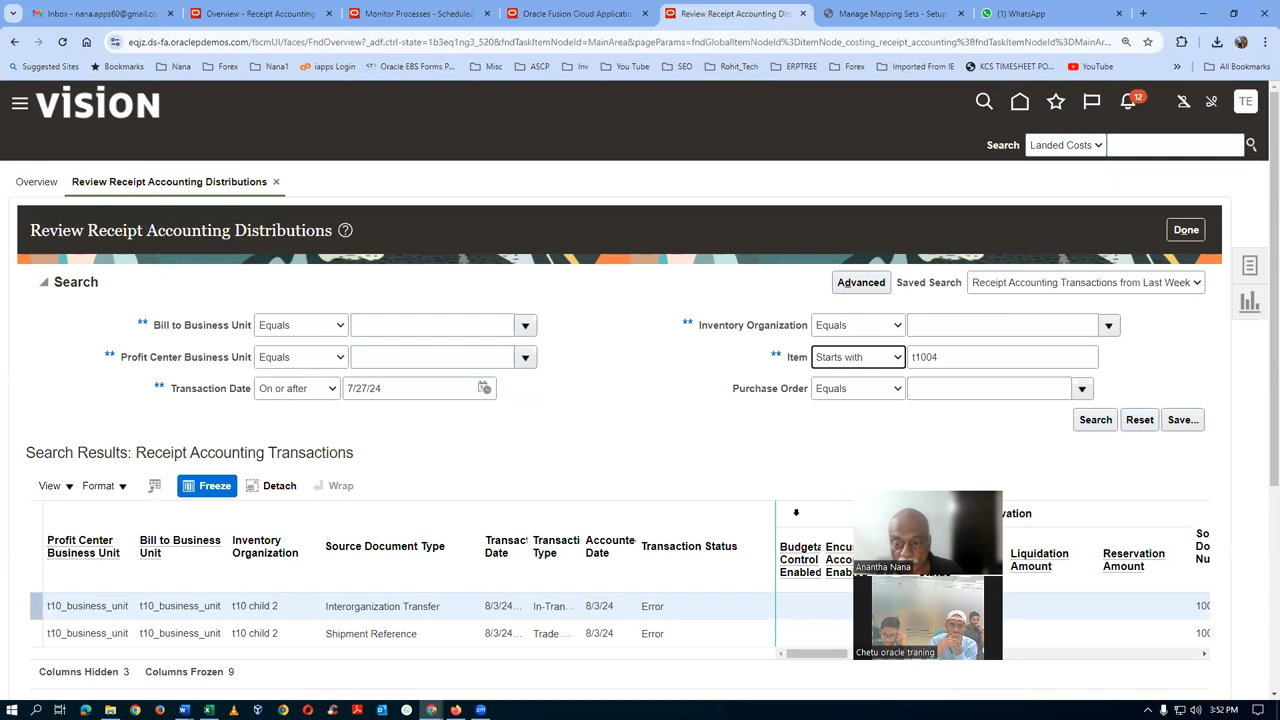 Inbox - nana.apps60@gmail.co
Overview - Receipt Accounting
Monitor Processes - Schedule
Oracle Fusion Cloud Application
Review Receipt Accounting Dist
Manage Mapping Sets - Setup
(1) WhatsApp
eqjz.ds-fa.oraclepdemos.com/fscmUI/faces/FndOverview?_adf.ctrl-state=1b3eq1ng3_520&fndTaskItemNodeId=MainArea&pageParams=fndGlobalItemNodeId%3DitemNode_costing_receipt_accounting%3BfndTaskItemNodeId%3DMainAr...
Suggested Sites Bookmarks Nana Forex Nana1 iapps Login Oracle EBS Forms P... Misc ASCP Inv You Tube SEO Rohit_Tech ERPTREE Forex Imported From IE KCS TIMESHEET PO... YouTube » All Bookmarks
VISION
12
TE
Search Landed Costs
Overview Review Receipt Accounting Distributions
Review Receipt Accounting Distributions
Done
Search
Advanced Saved Search Receipt Accounting Transactions from Last Week
** Bill to Business Unit Equals
** Inventory Organization Equals
** Profit Center Business Unit Equals
** Item Starts with t1004
** Transaction Date On or after 7/27/24
Purchase Order Equals
Search Reset Save...
Search Results: Receipt Accounting Transactions
View Format Freeze Detach Wrap
Profit Center Business Unit
Bill to Business Unit
Inventory Organization
Source Document Type
Transact Date
Transacti Type
Accounte Date
Transaction Status
Budgeta Control Enabled
Encu Accou Enab
Liquidation Amount
Reservation Amount
So Do Nu
t10_business_unit t10_business_unit t10 child 2 Interorganization Transfer 8/3/24... In-Tran... 8/3/24 Error 100
t10_business_unit t10_business_unit t10 child 2 Shipment Reference 8/3/24... Trade ... 8/3/24 Error 100
Anantha Nana
Chetu oracle traning
Columns Hidden 3 Columns Frozen 9
3:52 PM